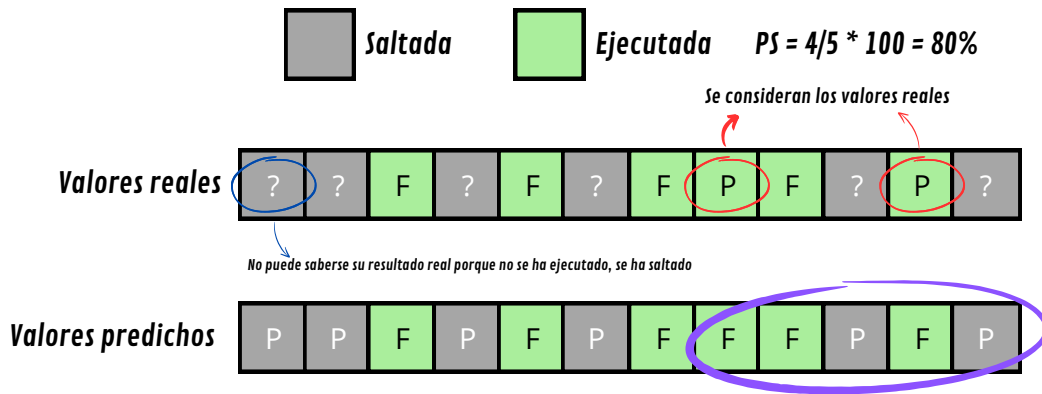 Saltada Ejecutada PS = 4/5 * 100 = 80%
Se consideran los valores reales
Valores reales ? ? F ? F ? F P F ? P ?
No puede saberse su resultado real porque no se ha ejecutado, se ha saltado
Valores predichos P P F P F P F F F P F P